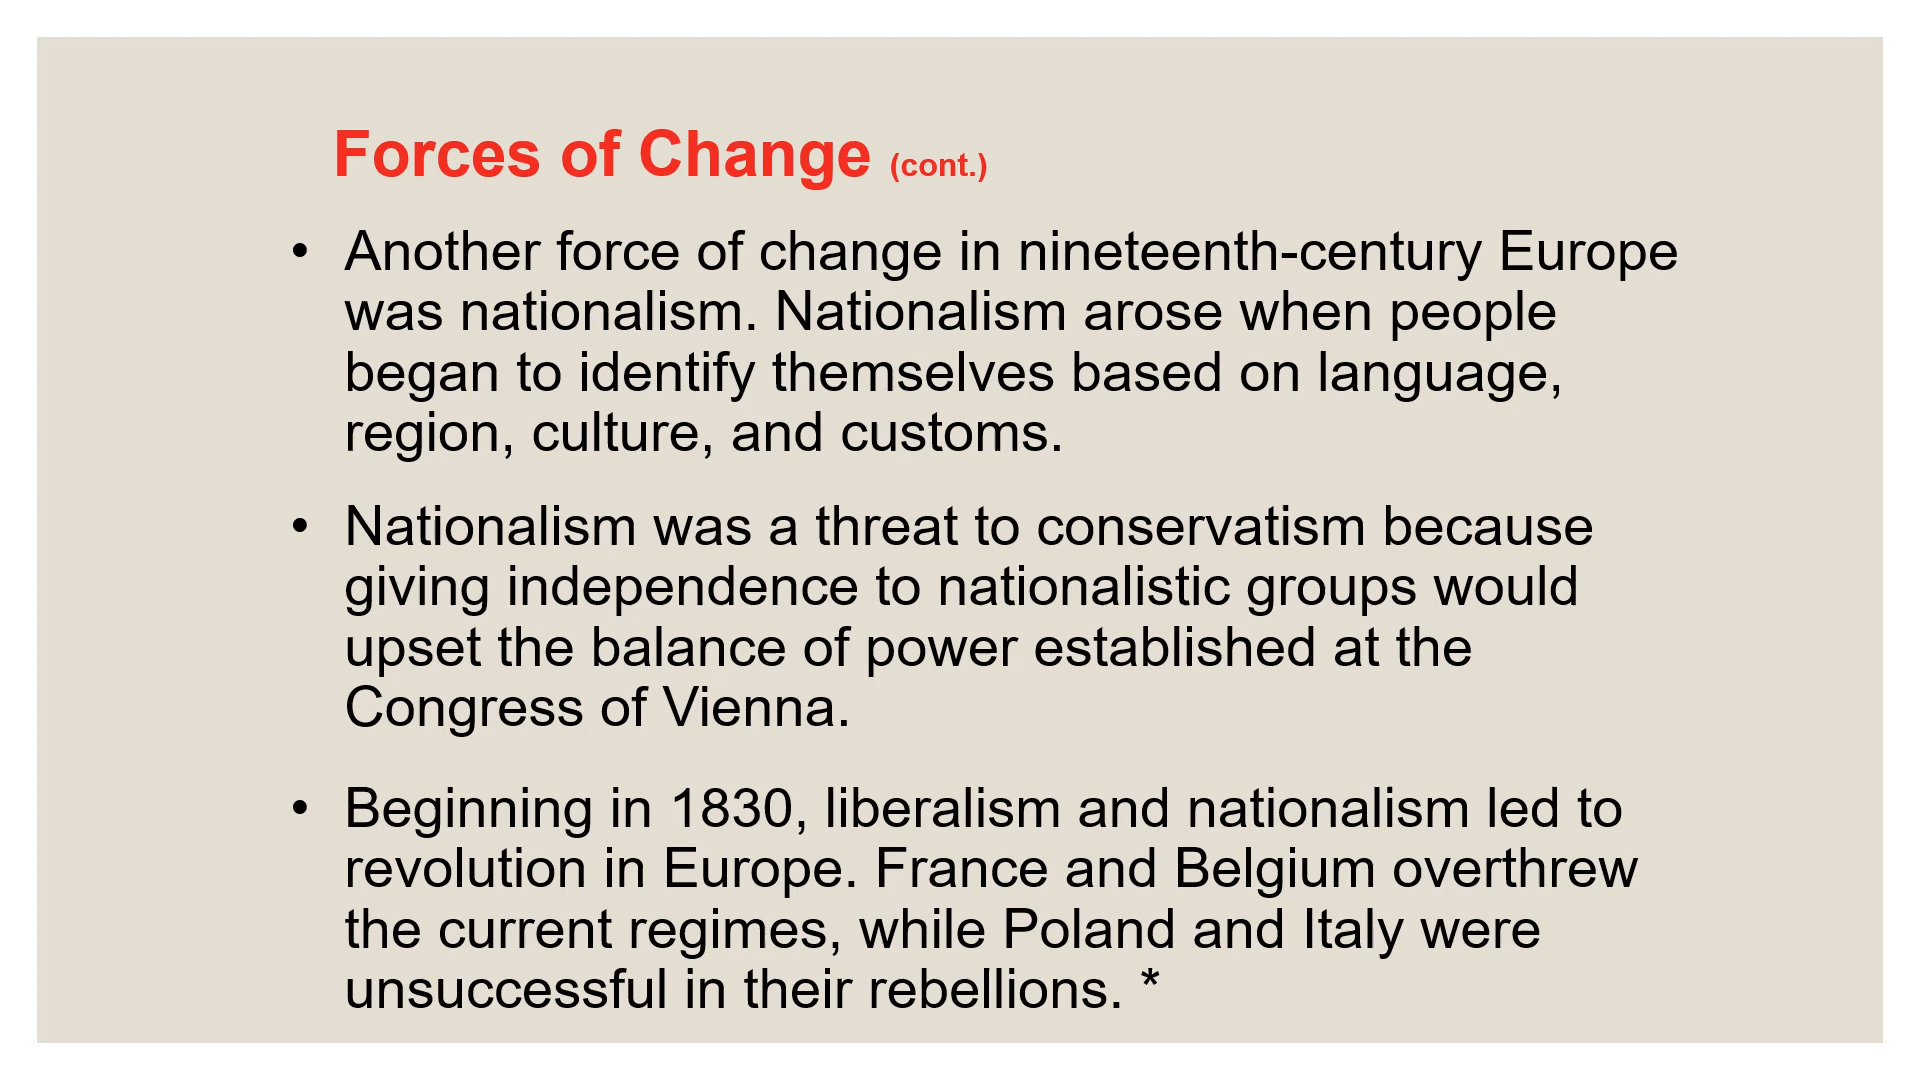 Forces of Change (cont.)
• Another force of change in nineteenth-century Europe
was nationalism. Nationalism arose when people
began to identify themselves based on language,
region, culture, and customs.
• Nationalism was a threat to conservatism because
giving independence to nationalistic groups would
upset the balance of power established at the
Congress of Vienna.
• Beginning in 1830, liberalism and nationalism led to
revolution in Europe. France and Belgium overthrew
the current regimes, while Poland and Italy were
unsuccessful in their rebellions. *